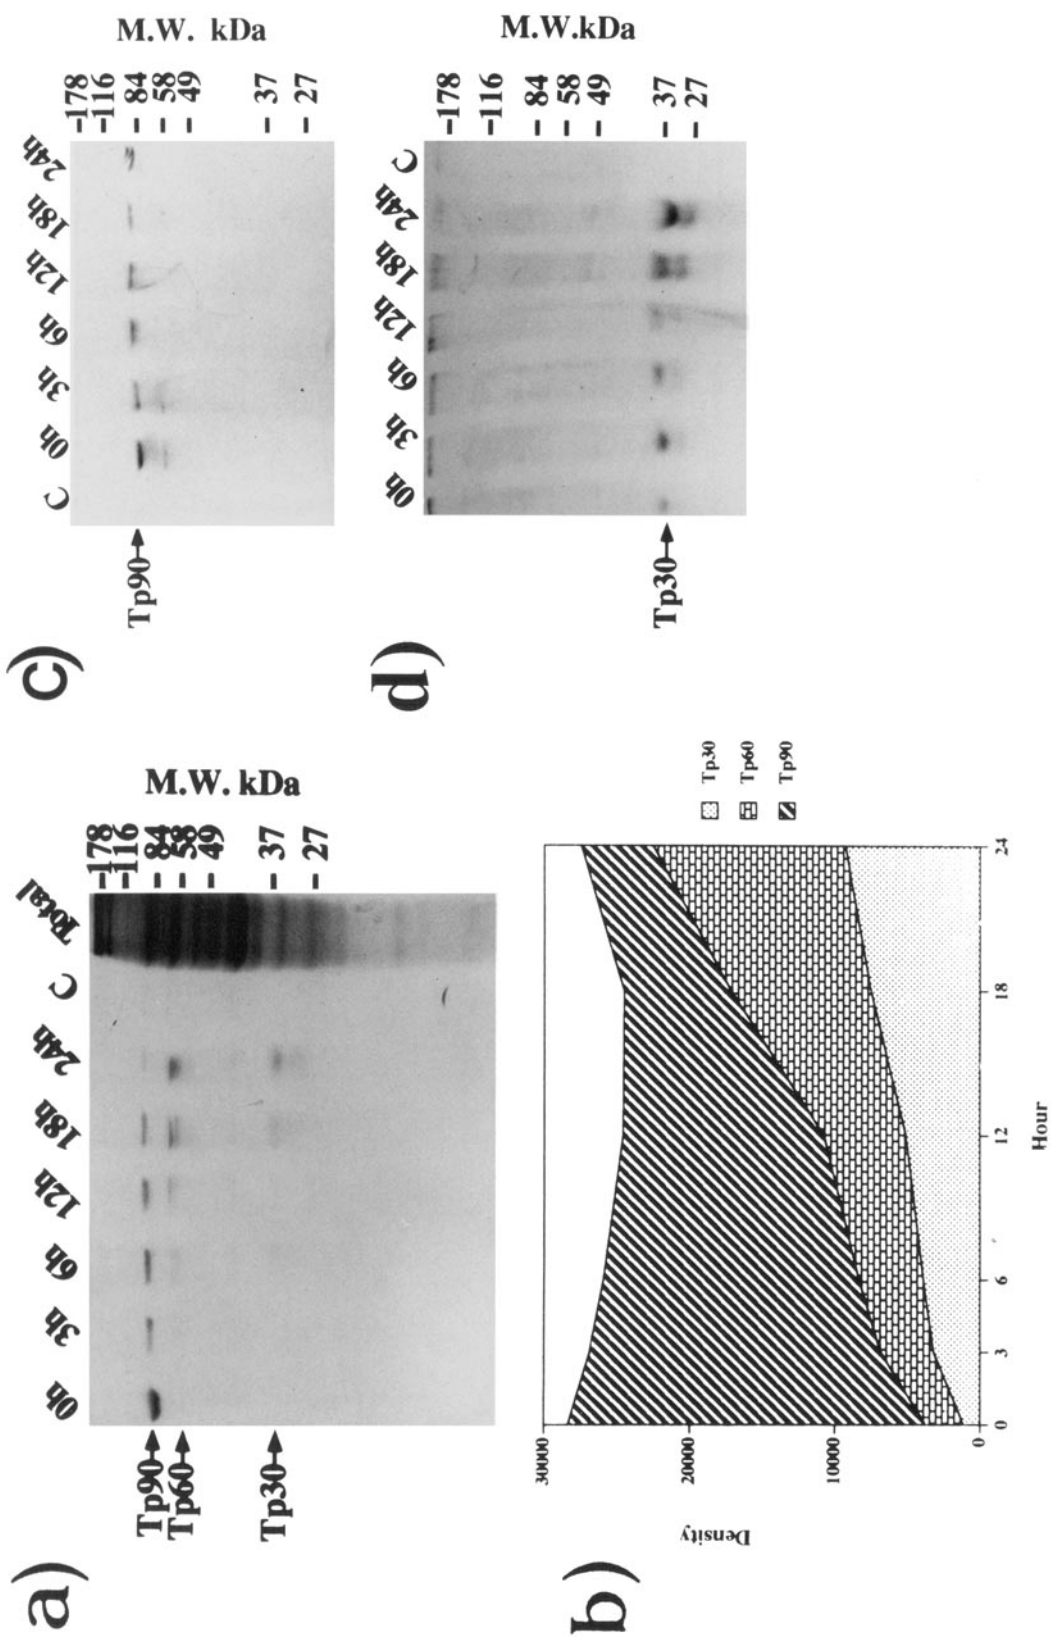 a)
0h 3h 6h 12h 18h 24h C Total
M.W. kDa
178
116
84
58
49
37
27
Tp90
Tp60
Tp30
b)
Density
30000
20000
10000
0
0 3 6 12 18 24
Hour
Tp30
Tp60
Tp90
c)
C 0h 3h 6h 12h 18h 24h
M.W. kDa
178
116
84
58
49
37
27
Tp90
d)
0h 3h 6h 12h 18h 24h C
M.W.kDa
178
116
84
58
49
37
27
Tp30